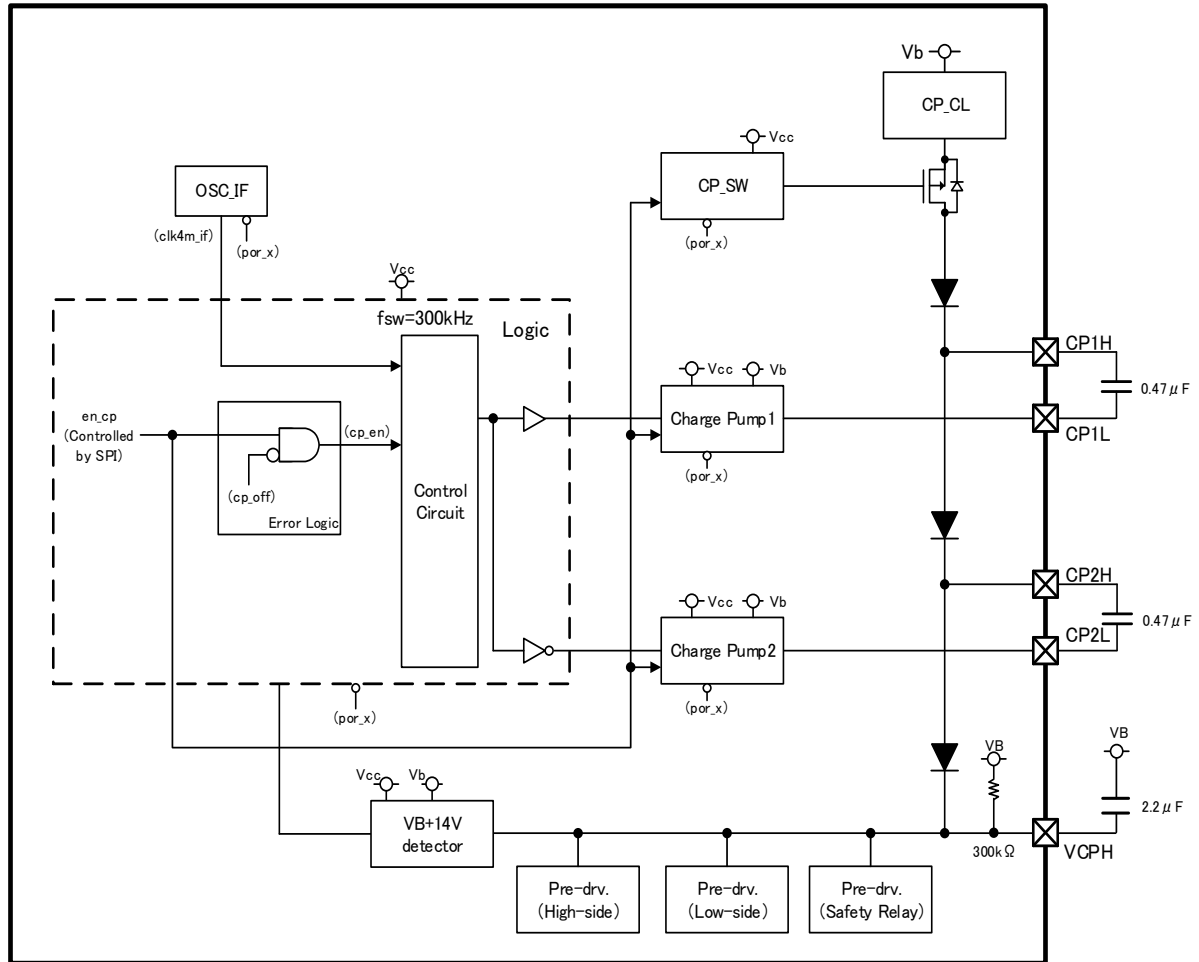 Vb
CP_CL
Vcc
CP_SW
(por_x)
OSC_IF
(clk4m_if)
(por_x)
Vcc
fsw=300kHz
Logic
CP1H
0.47μF
CP1L
Vcc
Vb
Charge Pump1
(por_x)
en_cp
(Controlled
by SPI)
(cp_en)
(cp_off)
Error Logic
Control
Circuit
CP2H
0.47μF
CP2L
Vcc
Vb
Charge Pump2
(por_x)
(por_x)
VB
VB
2.2μF
300kΩ
VCPH
Vcc
Vb
VB+14V
detector
Pre-drv.
(High-side)
Pre-drv.
(Low-side)
Pre-drv.
(Safety Relay)